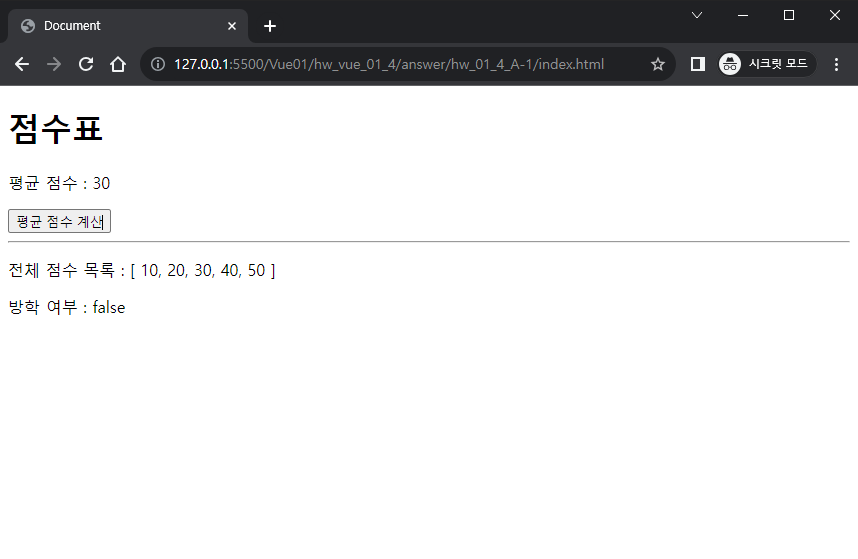 Document
127.0.0.1:5500/Vue01/hw_vue_01_4/answer/hw_01_4_A-1/index.html
시크릿 모드
점수표
평균 점수 : 30
평균 점수 계산
전체 점수 목록 : [ 10, 20, 30, 40, 50 ]
방학 여부 : false